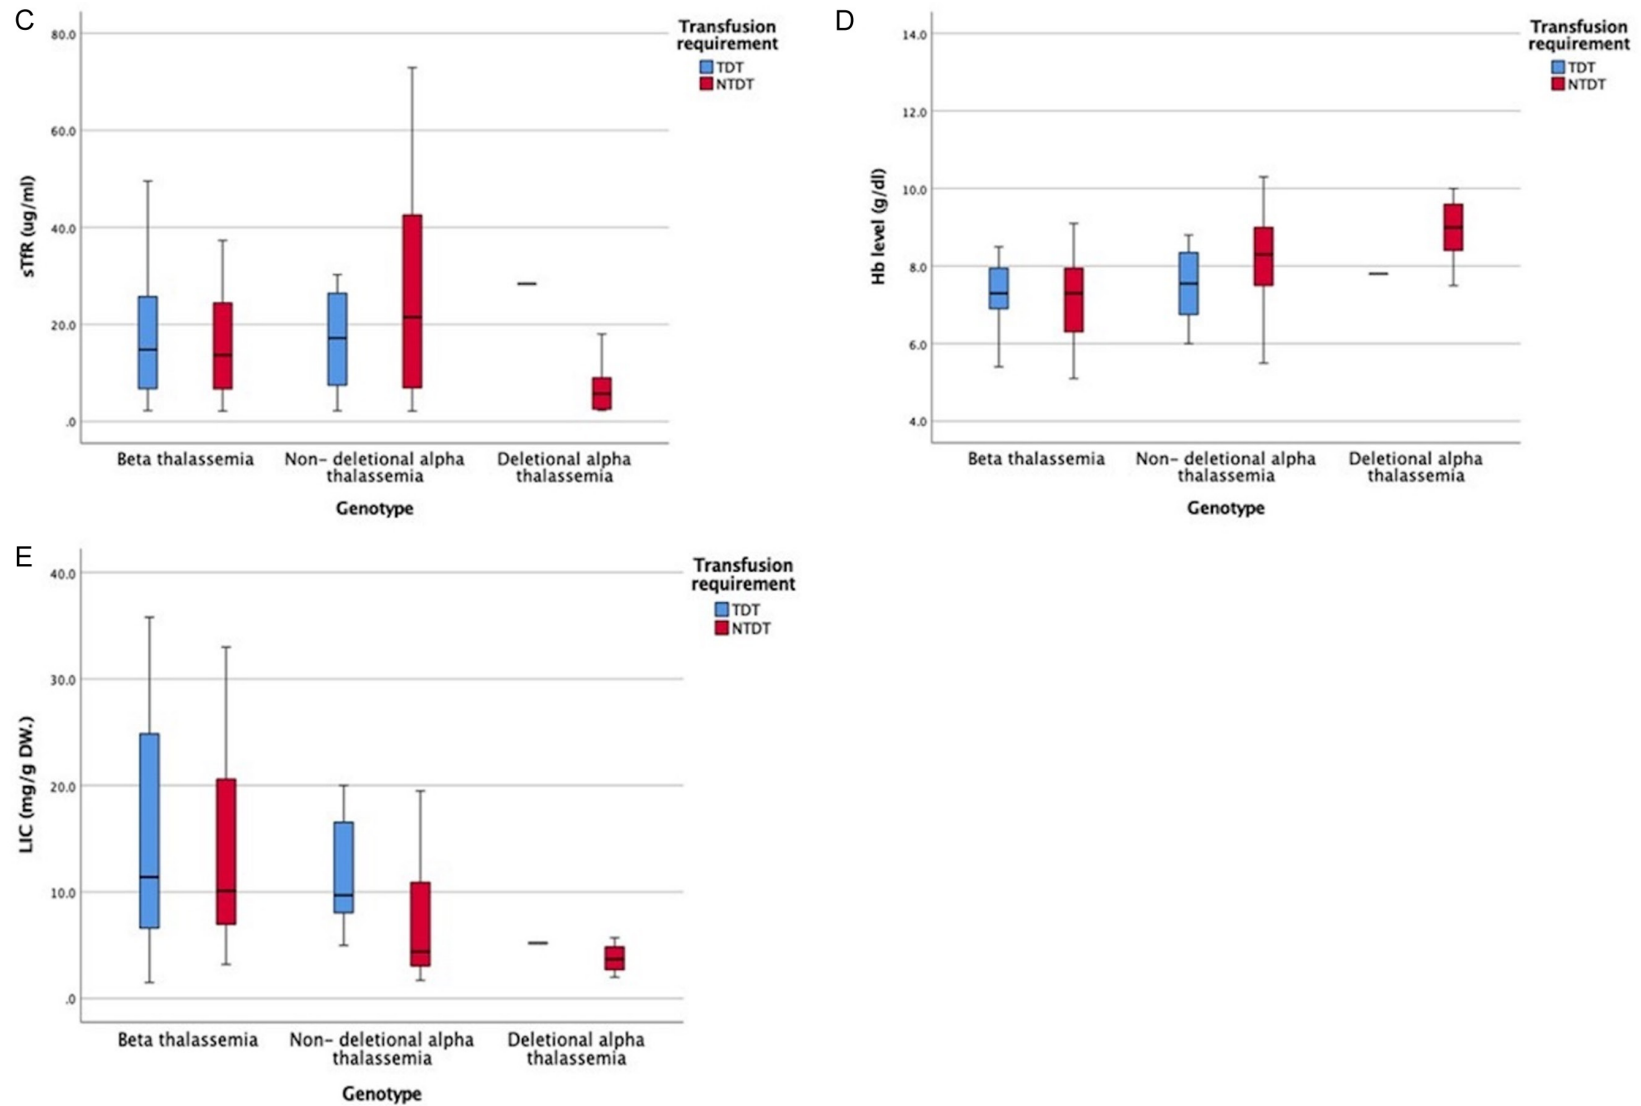 C
Transfusion
requirement
TDT
NTDT
80.0
60.0
40.0
20.0
.0
sTfR (ug/ml)
Beta thalassemia
Non- deletional alpha
thalassemia
Deletional alpha
thalassemia
Genotype
D
Transfusion
requirement
TDT
NTDT
14.0
12.0
10.0
8.0
6.0
4.0
Hb level (g/dl)
Beta thalassemia
Non- deletional alpha
thalassemia
Deletional alpha
thalassemia
Genotype
E
Transfusion
requirement
TDT
NTDT
40.0
30.0
20.0
10.0
.0
LIC (mg/g DW.)
Beta thalassemia
Non- deletional alpha
thalassemia
Deletional alpha
thalassemia
Genotype